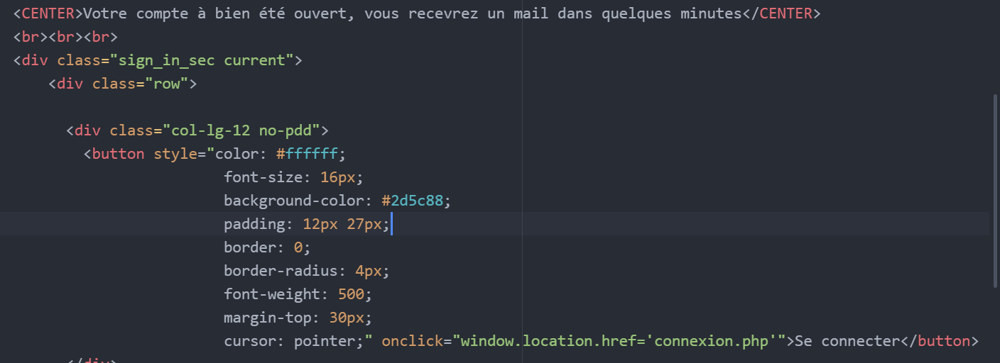 <CENTER>Votre compte à bien été ouvert, vous recevrez un mail dans quelques minutes</CENTER>
<br><br><br>
<div class="sign_in_sec current">
<div class="row">
<div class="col-lg-12 no-pdd">
<button style="color: #ffffff;
font-size: 16px;
background-color: #2d5c88;
padding: 12px 27px;
border: 0;
border-radius: 4px;
font-weight: 500;
margin-top: 30px;
cursor: pointer;" onclick="window.location.href='connexion.php'">Se connecter</button>
</div>